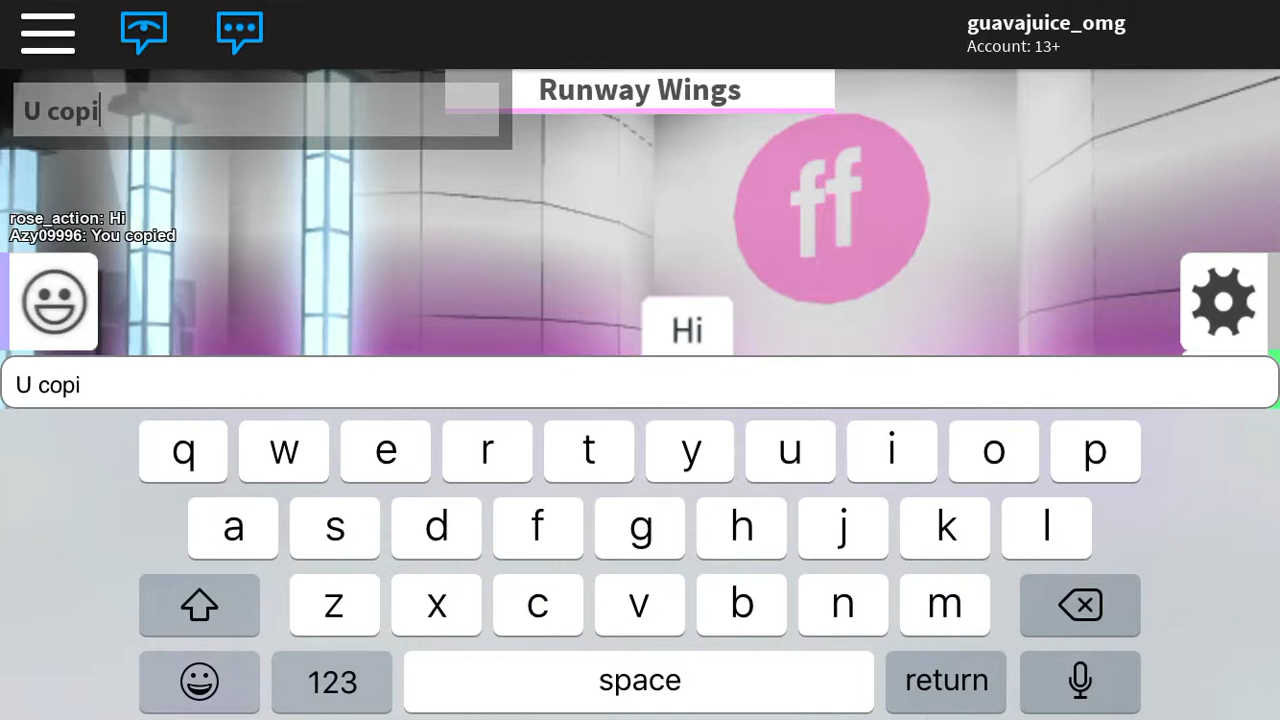 guavajuice_omg
Account: 13+
Runway Wings
U copi
ff
rose_action: Hi
Azy09996: You copied
Hi
U copi
q w e r t y u i o p
a s d f g h j k l
z x c v b n m
123 space return